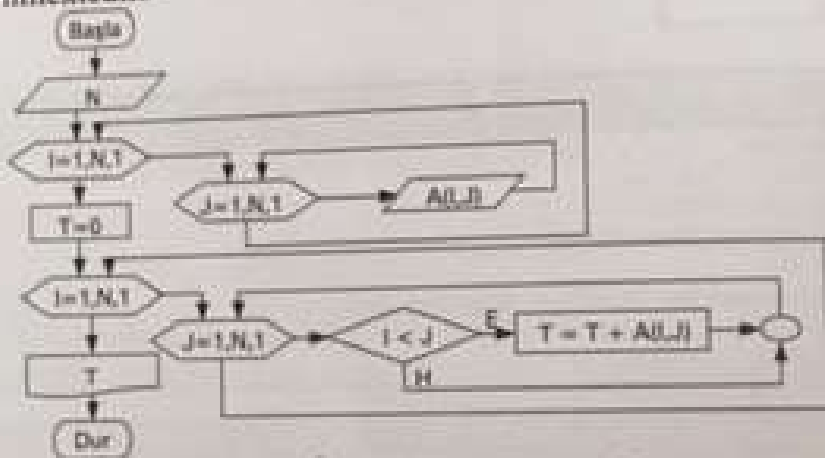 Başla
N
I=1,N,1
J=1,N,1
A(I,J)
T=0
I=1,N,1
J=1,N,1
I < J
E
T = T + A(I,J)
H
T
Dur